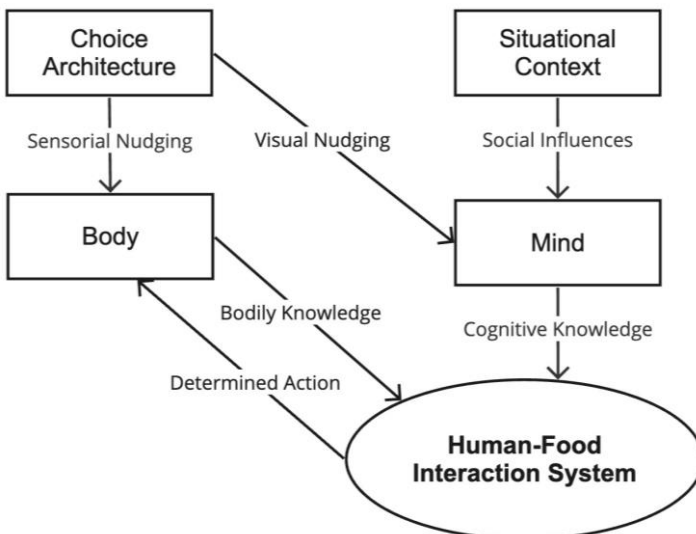 Choice
Architecture
Situational
Context
Sensorial Nudging
Visual Nudging
Social Influences
Body
Mind
Bodily Knowledge
Cognitive Knowledge
Determined Action
Human-Food
Interaction System